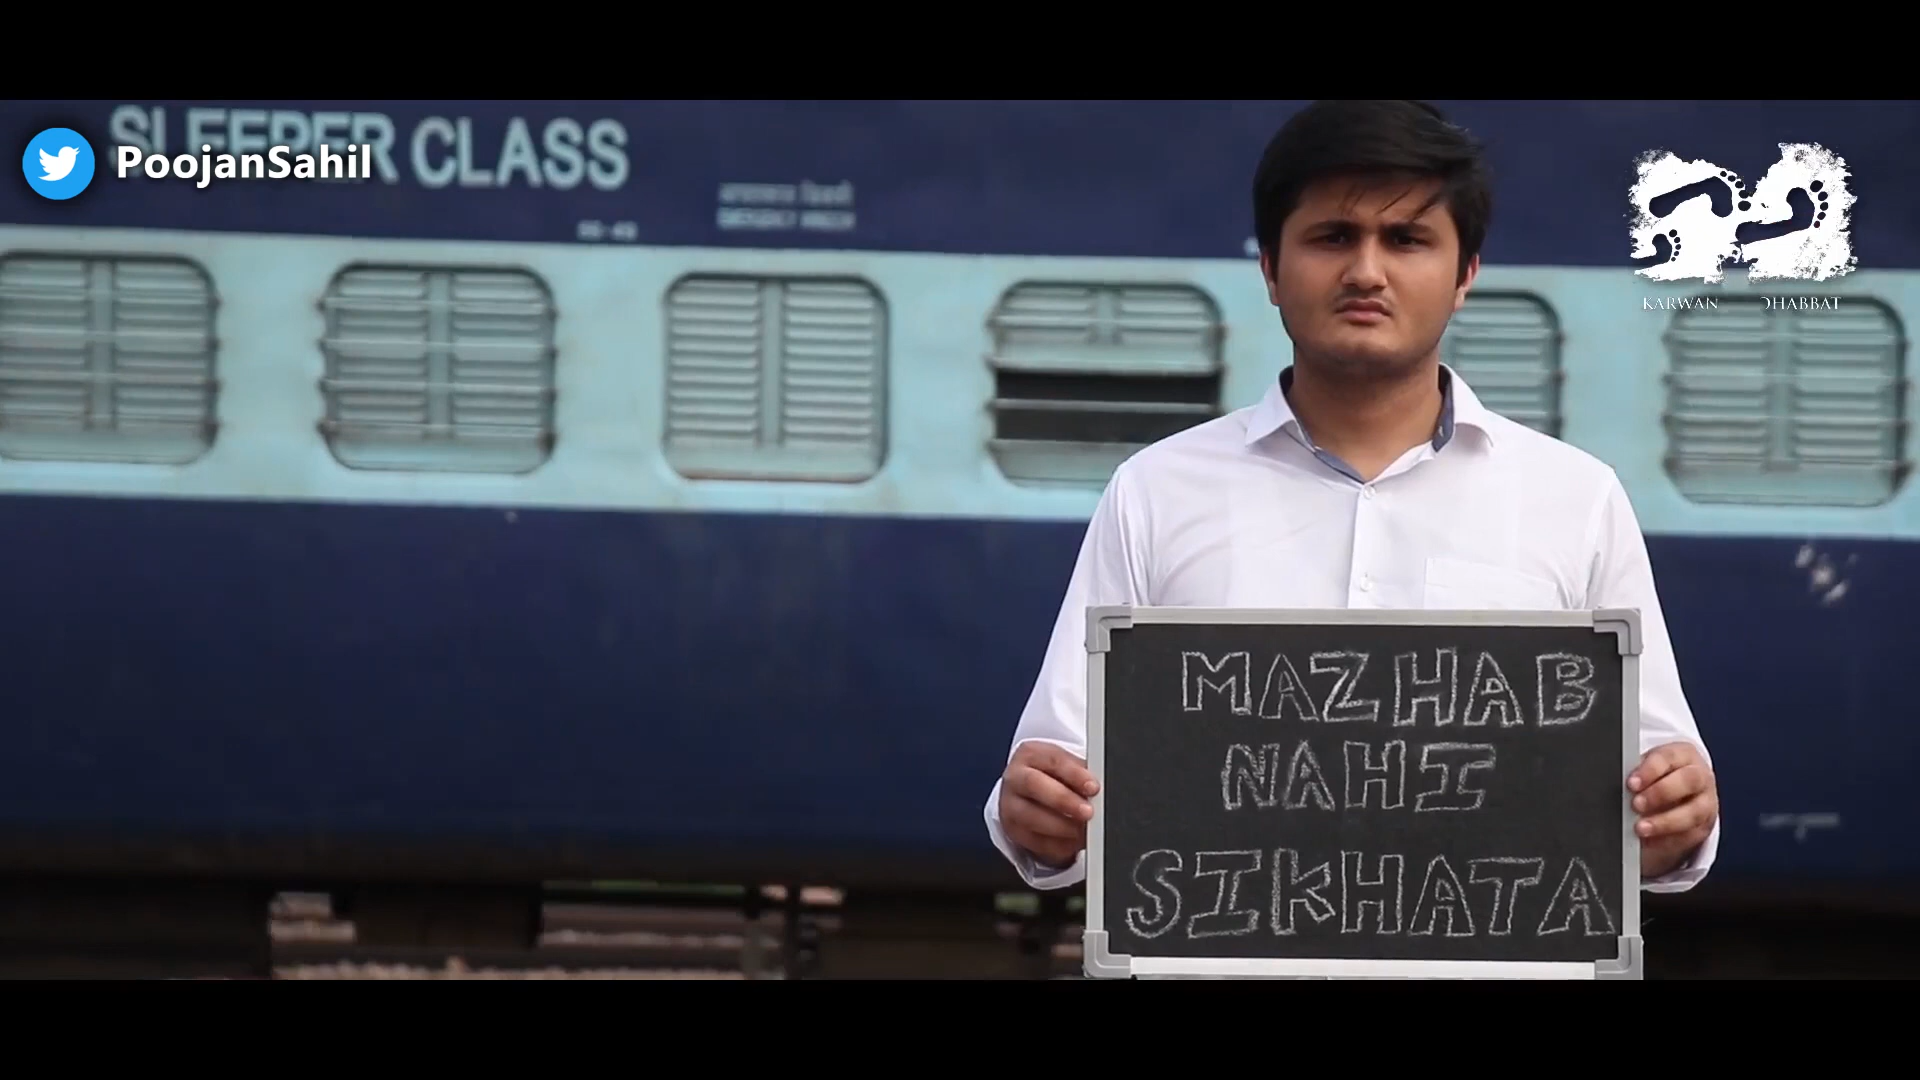 SLEEPER CLASS
PoojanSahil
KARWAN OHABBAT
MAZHAB
NAHI
SIKHATA